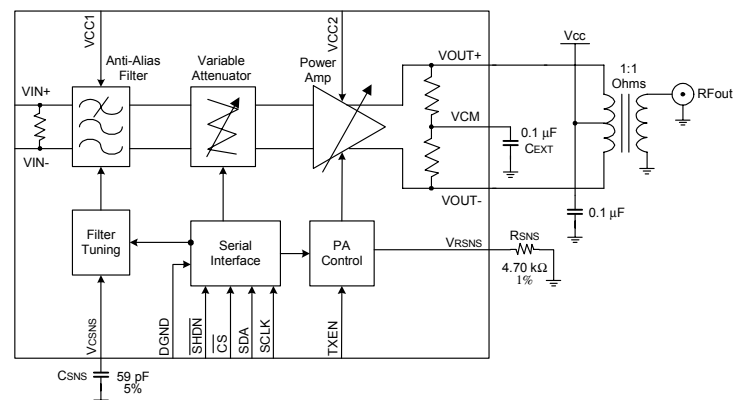 VCC1
VCC2
Vcc
Anti-Alias
Filter
Variable
Attenuator
Power
Amp
VOUT+
1:1
Ohms
VIN+
RFout
VCM
0.1 µF
CEXT
VIN-
VOUT-
0.1 µF
Filter
Tuning
Serial
Interface
PA
Control
VRSNS
RSNS
4.70 kΩ
1%
VCSNS
DGND
SHDN
CS
SDA
SCLK
TXEN
CSNS
59 pF
5%